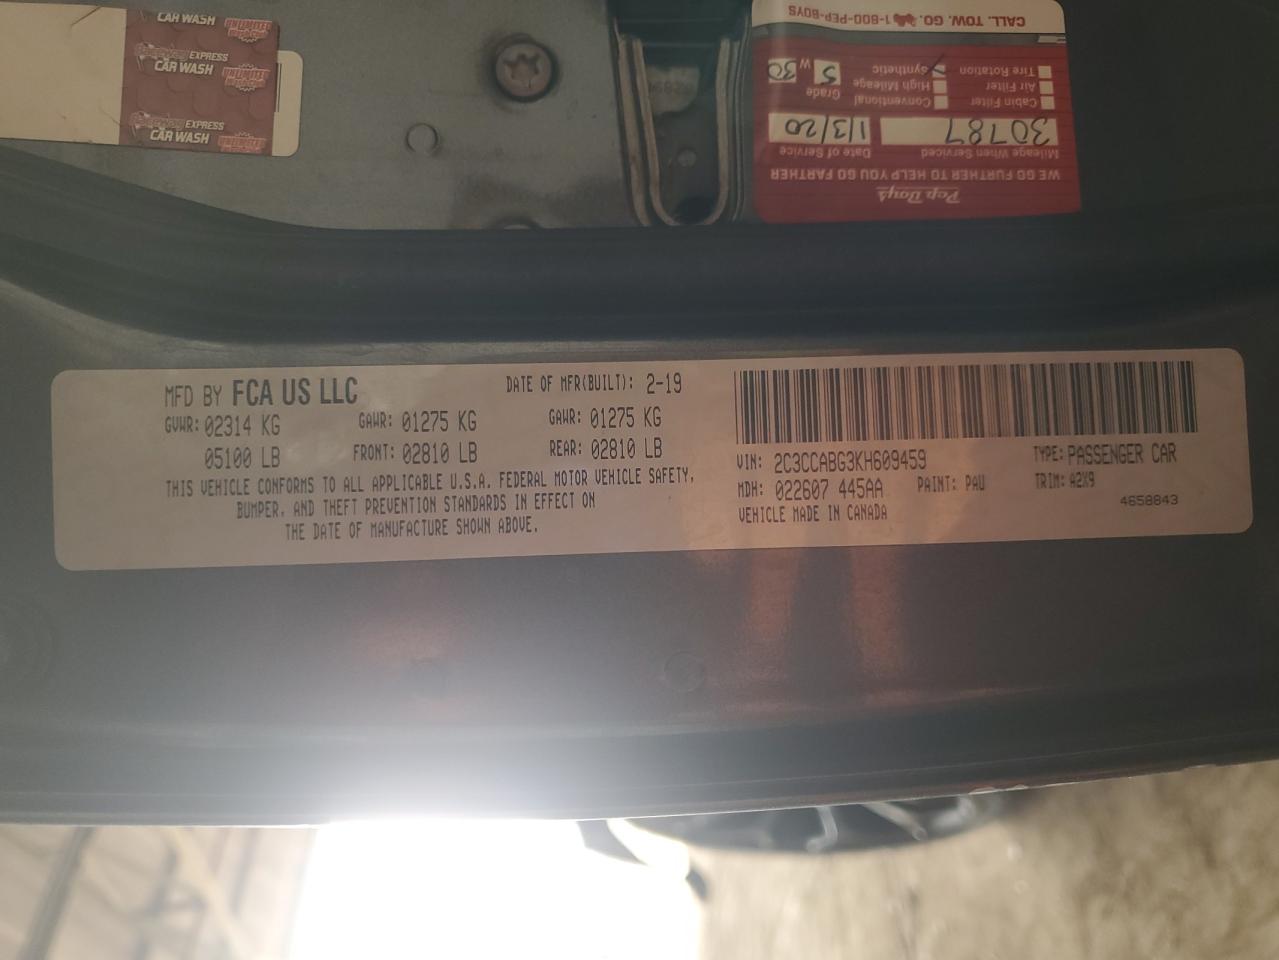 CAR WASH
UNLIMITED
Wash Club
EXPRESS
CAR WASH
UNLIMITED
EXPRESS
CAR WASH
UNLIMITED
CALL. TOW. GO. 1-800-PEP-BOYS
Tire Rotation
Air Filter
Cabin Filter
Synthetic
High Mileage
Conventional
5 W 30
Grade
30787
1/3/20
Mileage When Serviced
Date of Service
WE GO FURTHER TO HELP YOU GO FARTHER
Pep Boys
MFD BY FCA US LLC
DATE OF MFR(BUILT): 2-19
GVWR: 02314 KG
GAWR: 01275 KG
GAWR: 01275 KG
05100 LB
FRONT: 02810 LB
REAR: 02810 LB
THIS VEHICLE CONFORMS TO ALL APPLICABLE U.S.A. FEDERAL MOTOR VEHICLE SAFETY,
BUMPER, AND THEFT PREVENTION STANDARDS IN EFFECT ON
THE DATE OF MANUFACTURE SHOWN ABOVE.
VIN: 2C3CCABG3KH609459
TYPE: PASSENGER CAR
MDH: 022607 445AA
PAINT: PAU
TRIM: A2X9
VEHICLE MADE IN CANADA
4658843